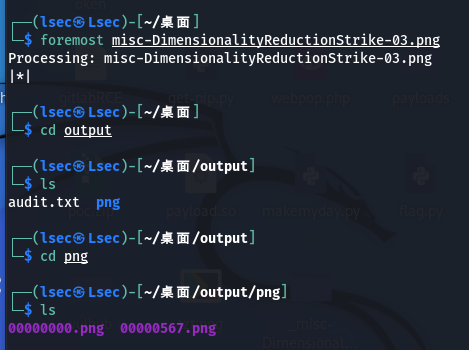 ┌──(lsec㉿Lsec)-[~/桌面]
└─$ foremost misc-DimensionalityReductionStrike-03.png
Processing: misc-DimensionalityReductionStrike-03.png
|*|
┌──(lsec㉿Lsec)-[~/桌面]
└─$ cd output
┌──(lsec㉿Lsec)-[~/桌面/output]
└─$ ls
audit.txt  png
┌──(lsec㉿Lsec)-[~/桌面/output]
└─$ cd png
┌──(lsec㉿Lsec)-[~/桌面/output/png]
└─$ ls
00000000.png  00000567.png